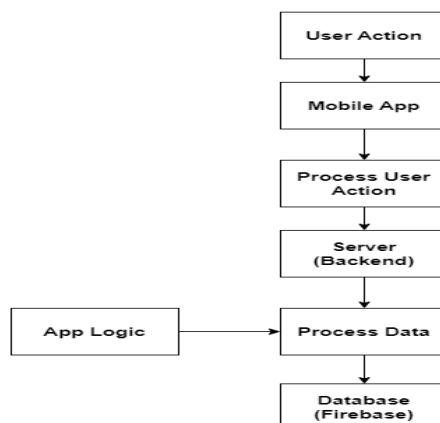 User Action
Mobile App
Process User
Action
Server
(Backend)
App Logic
Process Data
Database
(Firebase)